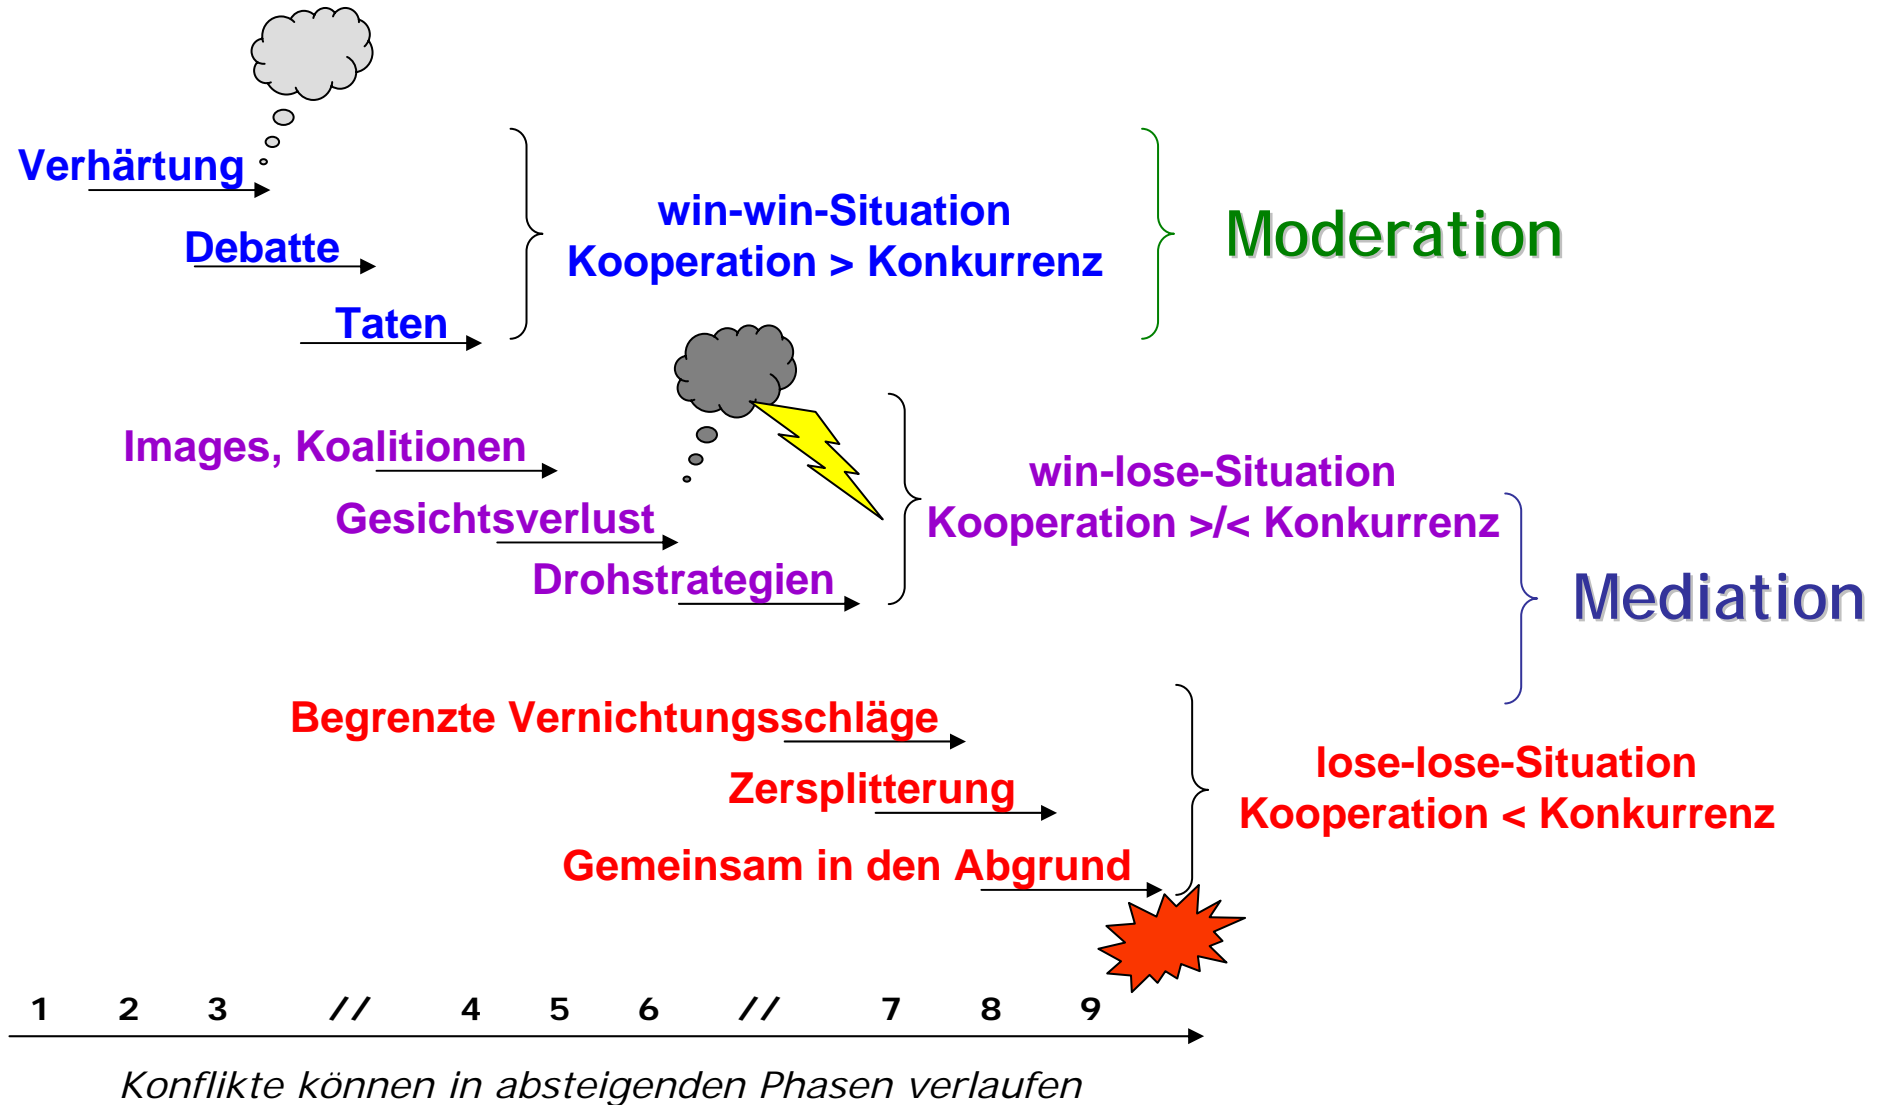 Verhärtung
Debatte
Taten
win-win-Situation
Kooperation > Konkurrenz
Moderation
Images, Koalitionen
Gesichtsverlust
Drohstrategien
win-lose-Situation
Kooperation >/< Konkurrenz
Mediation
Begrenzte Vernichtungsschläge
Zersplitterung
Gemeinsam in den Abgrund
lose-lose-Situation
Kooperation < Konkurrenz
1 2 3 // 4 5 6 // 7 8 9
Konflikte können in absteigenden Phasen verlaufen